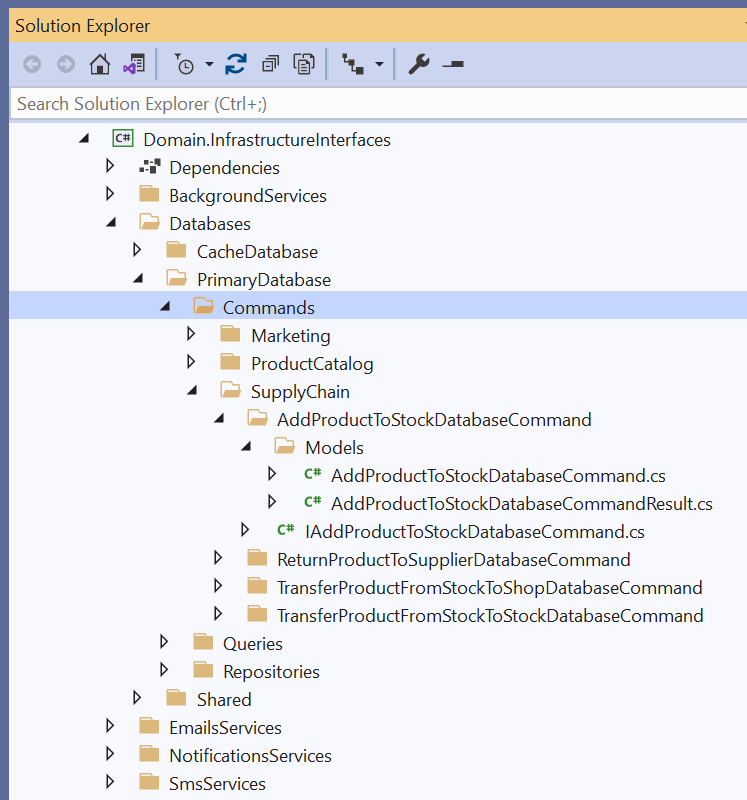 Solution Explorer
Search Solution Explorer (Ctrl+;)
C# Domain.InfrastructureInterfaces
Dependencies
BackgroundServices
Databases
CacheDatabase
PrimaryDatabase
Commands
Marketing
ProductCatalog
SupplyChain
AddProductToStockDatabaseCommand
Models
C# AddProductToStockDatabaseCommand.cs
C# AddProductToStockDatabaseCommandResult.cs
C# IAddProductToStockDatabaseCommand.cs
ReturnProductToSupplierDatabaseCommand
TransferProductFromStockToShopDatabaseCommand
TransferProductFromStockToStockDatabaseCommand
Queries
Repositories
Shared
EmailsServices
NotificationsServices
SmsServices